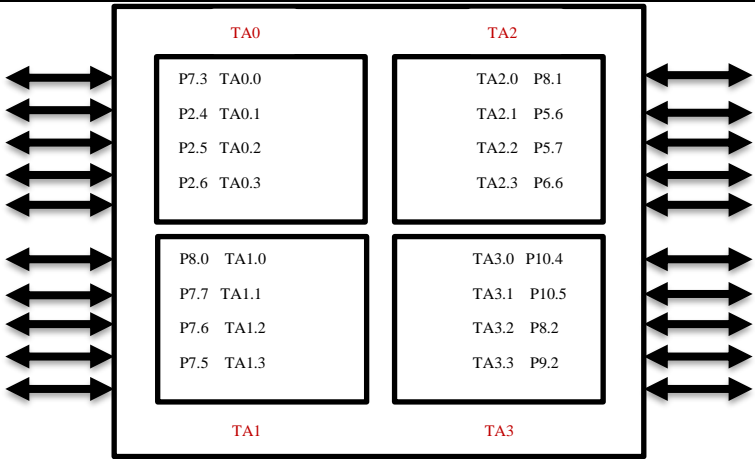 TA0 TA2
P7.3 TA0.0 TA2.0 P8.1
P2.4 TA0.1 TA2.1 P5.6
P2.5 TA0.2 TA2.2 P5.7
P2.6 TA0.3 TA2.3 P6.6
P8.0 TA1.0 TA3.0 P10.4
P7.7 TA1.1 TA3.1 P10.5
P7.6 TA1.2 TA3.2 P8.2
P7.5 TA1.3 TA3.3 P9.2
TA1 TA3